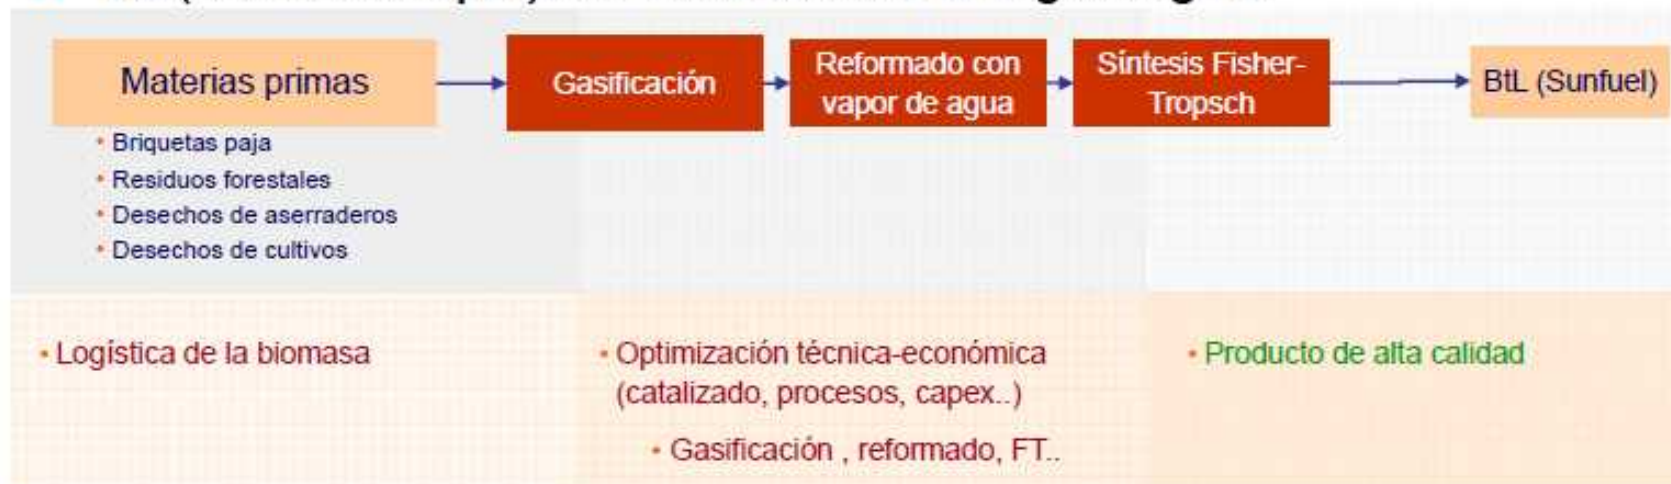 Materias primas
Gasificación
Reformado con
vapor de agua
Síntesis Fisher-
Tropsch
BtL (Sunfuel)
• Briquetas paja
• Residuos forestales
• Desechos de aserraderos
• Desechos de cultivos
• Logística de la biomasa
• Optimización técnica-económica
(catalizado, procesos, capex..)
• Gasificación , reformado, FT..
• Producto de alta calidad